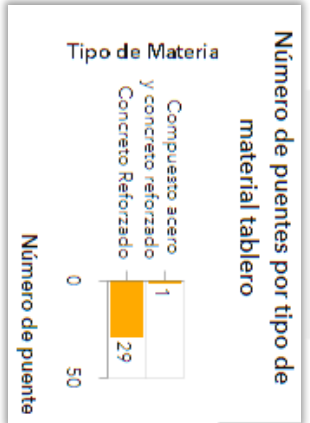 Número de puentes por tipo de
material tablero
Tipo de Materia
Compuesto acero
y concreto reforzado
1
Concreto Reforzado
29
0
50
Número de puente